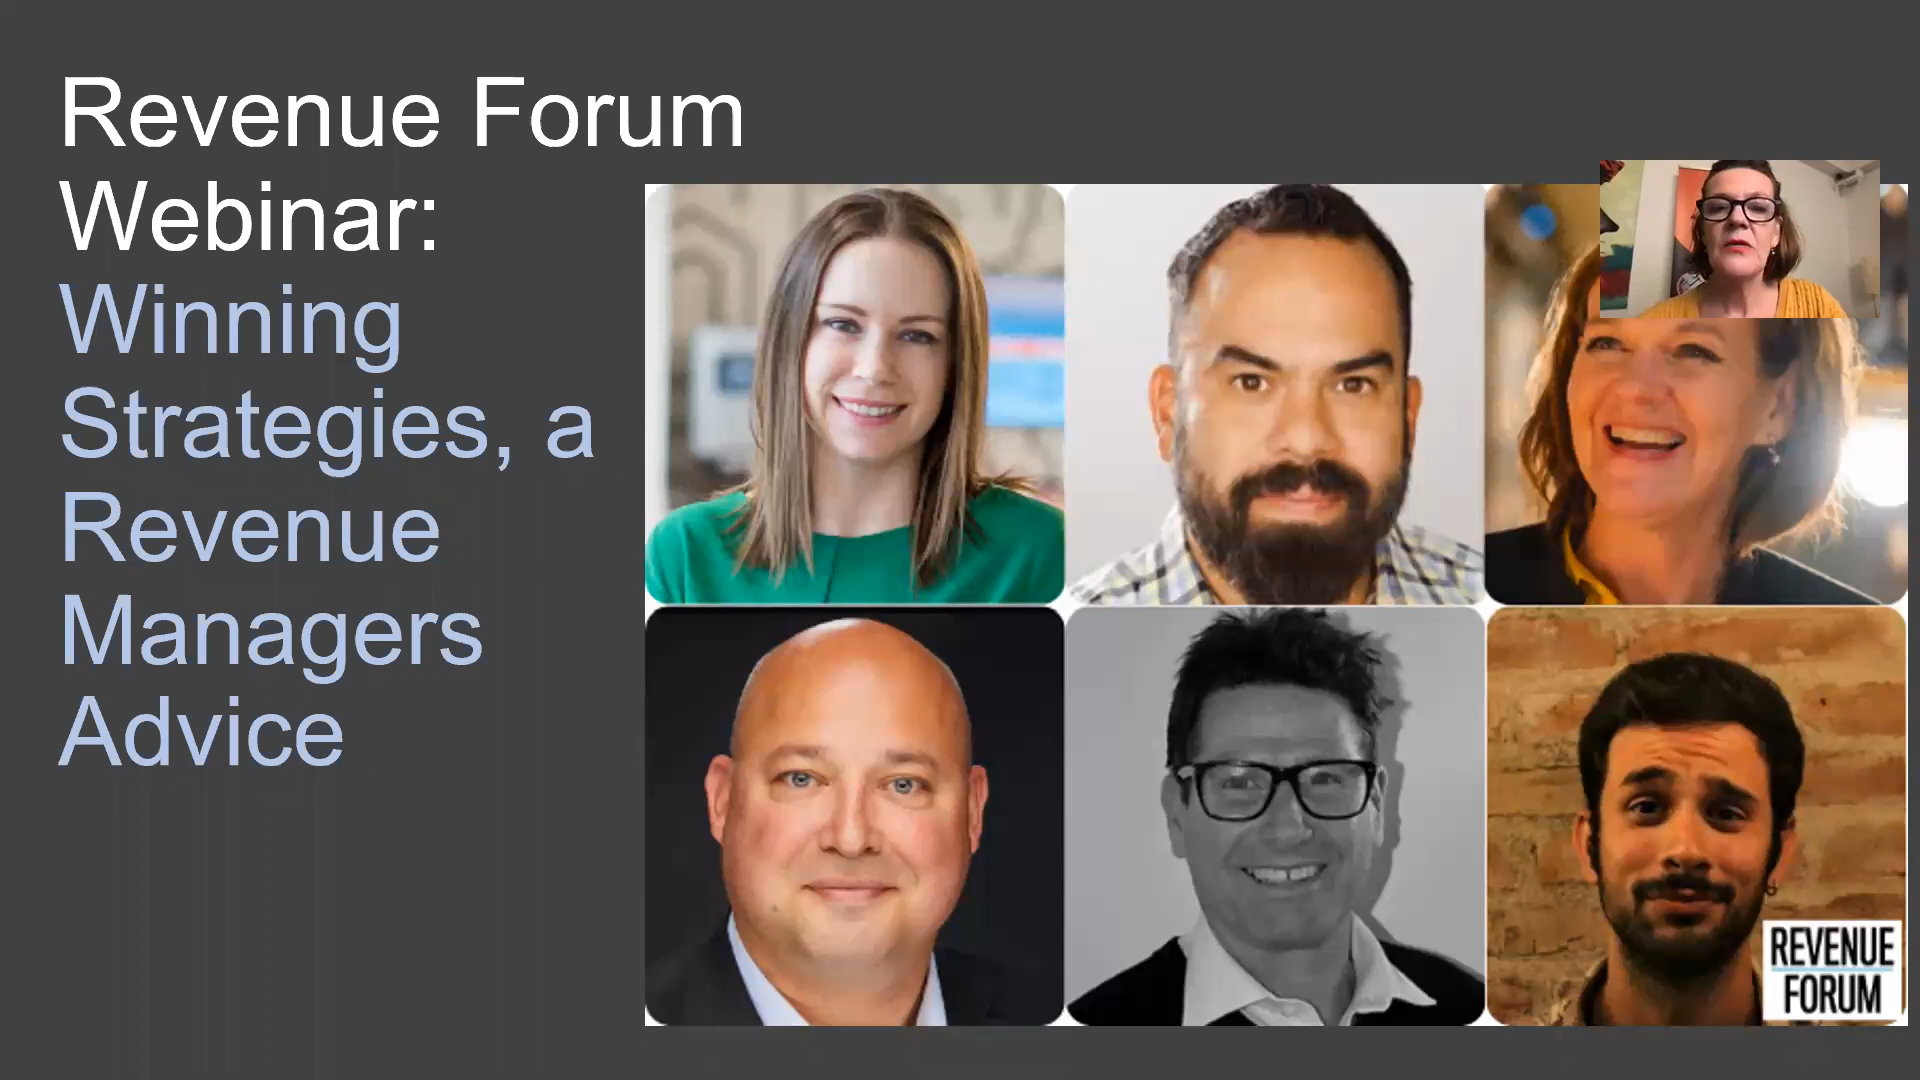 Revenue Forum
Webinar:
Winning
Strategies, a
Revenue
Managers
Advice
REVENUE
FORUM